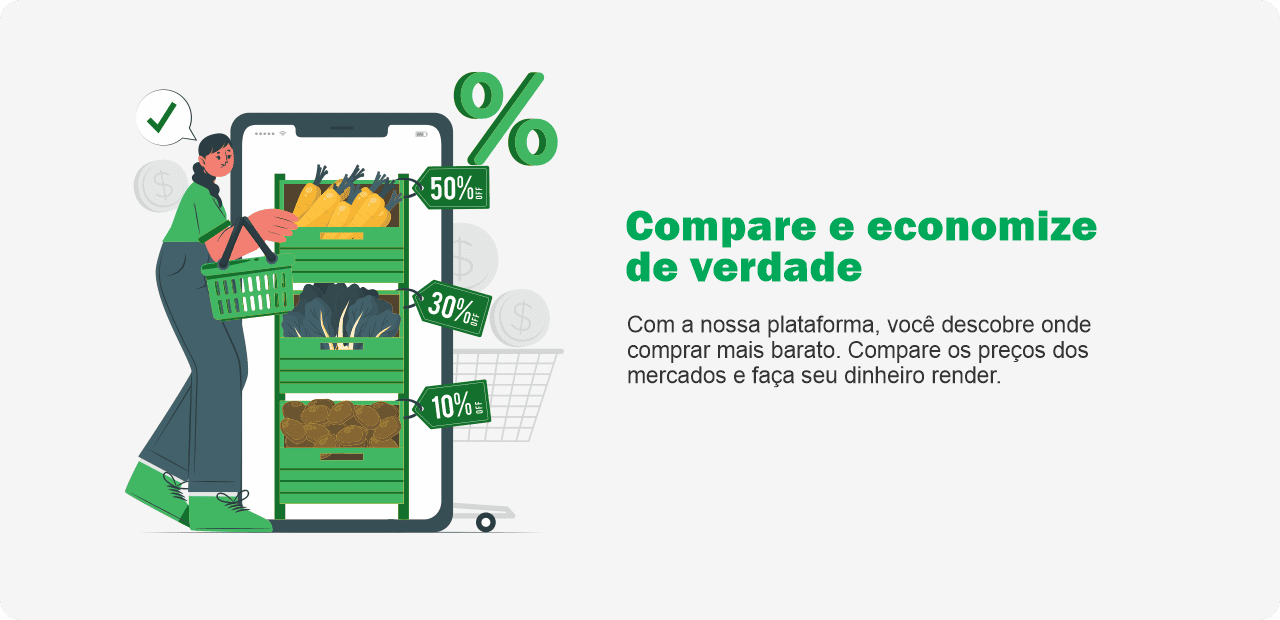 %
50% OFF
30% OFF
10% OFF
$
$
$
Compare e economize
de verdade
Com a nossa plataforma, você descobre onde
comprar mais barato. Compare os preços dos
mercados e faça seu dinheiro render.